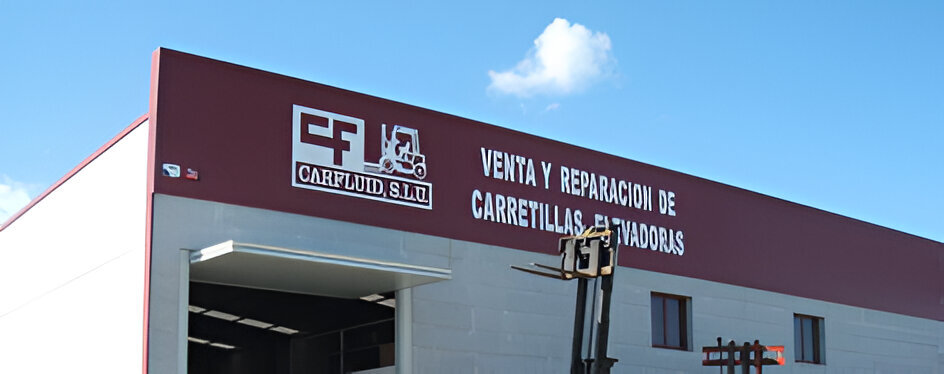 CF
CARFLUID, S.L.U.
VENTA Y REPARACION DE
CARRETILLAS ELEVADORAS